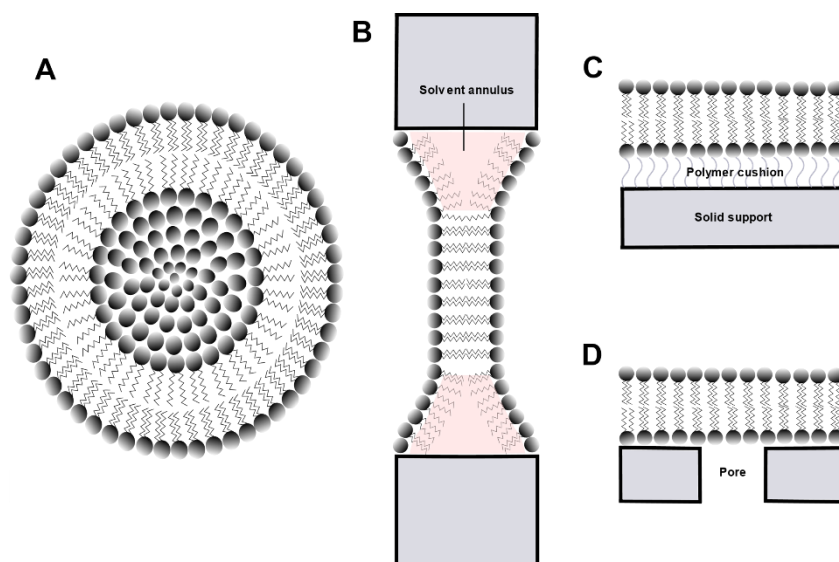 A
B
Solvent annulus
C
Polymer cushion
Solid support
D
Pore